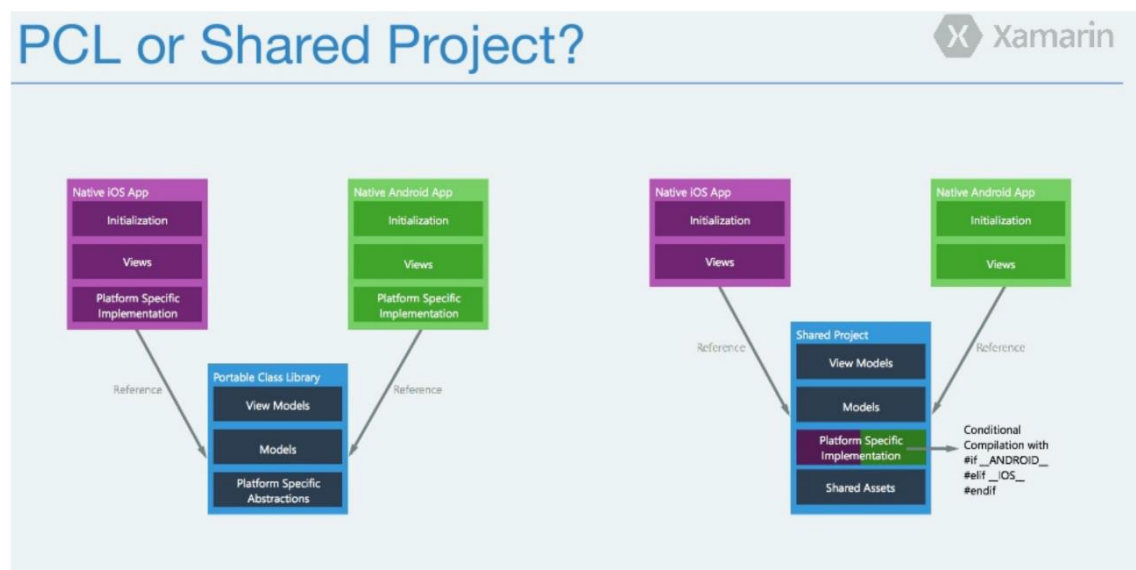 PCL or Shared Project?
X Xamarin
Native iOS App
Initialization
Views
Platform Specific
Implementation
Native Android App
Initialization
Views
Platform Specific
Implementation
Reference
Reference
Portable Class Library
View Models
Models
Platform Specific
Abstractions
Native iOS App
Initialization
Views
Native Android App
Initialization
Views
Reference
Reference
Shared Project
View Models
Models
Platform Specific
Implementation
Shared Assets
Conditional
Compilation with
#if __ANDROID__
#elif __IOS__
#endif